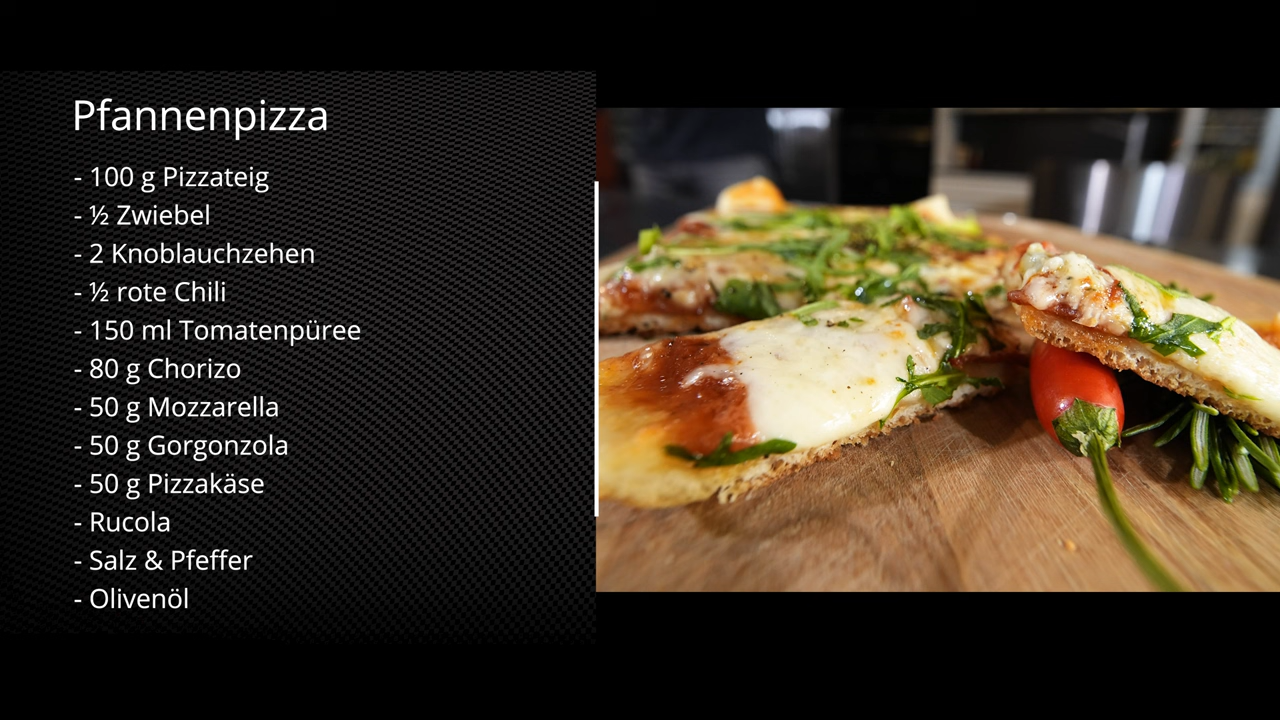 Pfannenpizza
- 100 g Pizzateig
- ½ Zwiebel
- 2 Knoblauchzehen
- ½ rote Chili
- 150 ml Tomatenpüree
- 80 g Chorizo
- 50 g Mozzarella
- 50 g Gorgonzola
- 50 g Pizzakäse
- Rucola
- Salz & Pfeffer
- Olivenöl